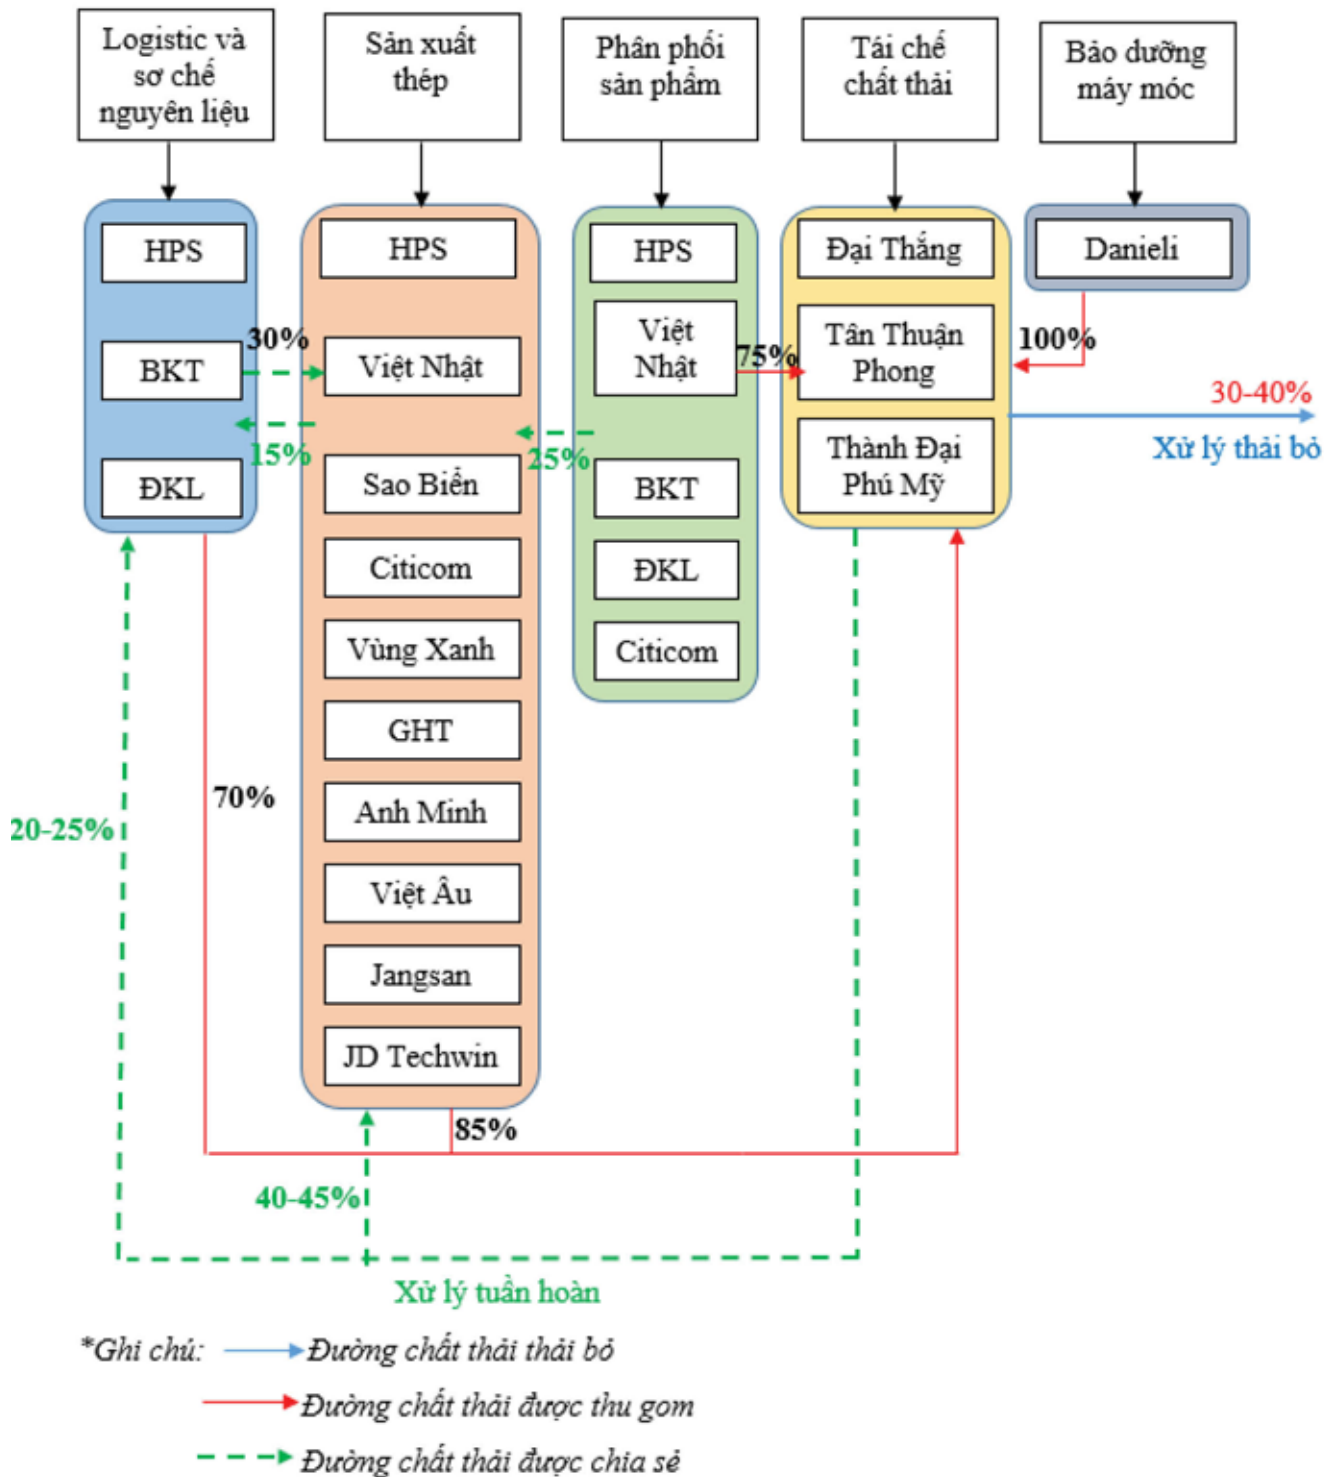 Logistic và
sơ chế
nguyên liệu
Sản xuất
thép
Phân phối
sản phẩm
Tái chế
chất thải
Bảo dưỡng
máy móc
HPS
BKT
ĐKL
30%
15%
HPS
Việt Nhật
Sao Biển
Citicom
Vùng Xanh
GHT
Anh Minh
Việt Âu
Jangsan
JD Techwin
25%
HPS
Việt
Nhật
BKT
ĐKL
Citicom
75%
Đại Thắng
Tân Thuận
Phong
Thành Đại
Phú Mỹ
Danieli
100%
30-40%
Xử lý thải bỏ
20-25%
70%
85%
40-45%
Xử lý tuần hoàn
*Ghi chú:
Đường chất thải thải bỏ
Đường chất thải được thu gom
Đường chất thải được chia sẻ